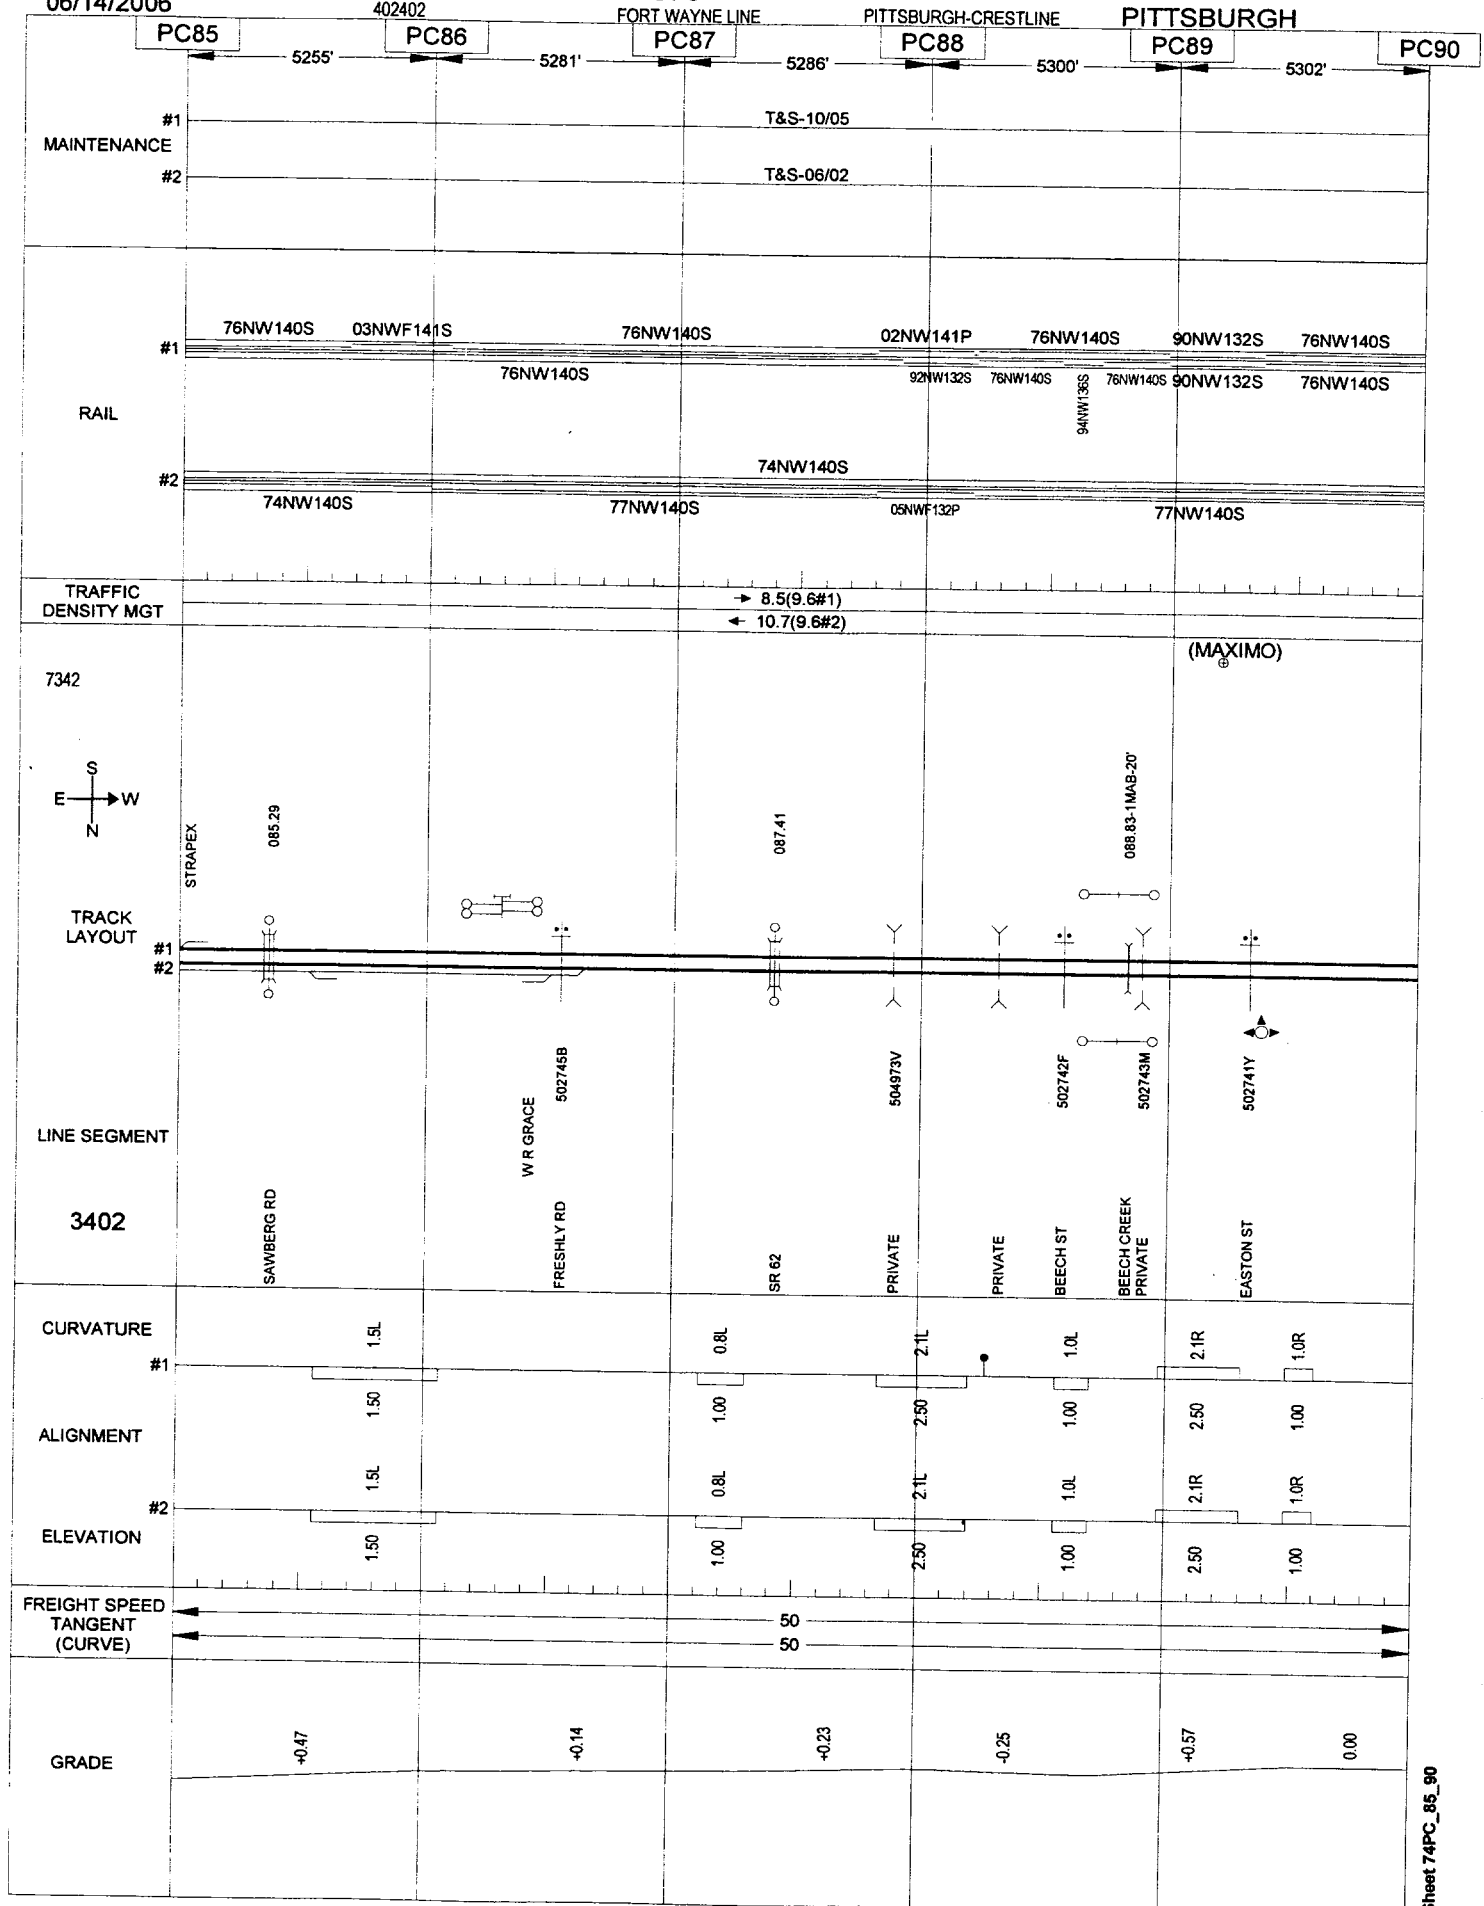 06/14/2006
402402
FORT WAYNE LINE
PITTSBURGH-CRESTLINE
PITTSBURGH
PC85
PC86
PC87
PC88
PC89
PC90
5255'
5281'
5286'
5300'
5302'
MAINTENANCE
#1
T&S-10/05
#2
T&S-06/02
RAIL
#1
76NW140S 03NWF141S 76NW140S 02NW141P 76NW140S 90NW132S 76NW140S
76NW140S 92NW132S 76NW140S 94NW136S 76NW140S 90NW132S 76NW140S
#2
74NW140S
74NW140S 77NW140S 05NWF132P 77NW140S
TRAFFIC
DENSITY MGT
→ 8.5(9.6#1)
← 10.7(9.6#2)
(MAXIMO)
7342
S
E W
N
STRAPEX
085.29
087.41
088.83-1MAB-20'
TRACK
LAYOUT
#1
#2
502745B
504973V
502742F
502743M
502741Y
LINE SEGMENT
3402
SAWBERG RD
W R GRACE
FRESHLY RD
SR 62
PRIVATE
PRIVATE
BEECH ST
BEECH CREEK
PRIVATE
EASTON ST
CURVATURE
#1
1.5L 0.8L 2.1L 1.0L 2.1R 1.0R
1.50 1.00 2.50 1.00 2.50 1.00
ALIGNMENT
#2
1.5L 0.8L 2.1L 1.0L 2.1R 1.0R
1.50 1.00 2.50 1.00 2.50 1.00
ELEVATION
FREIGHT SPEED
TANGENT
(CURVE)
50
50
GRADE
+0.47 +0.14 +0.23 -0.25 +0.57 0.00
Sheet 74PC_85_90